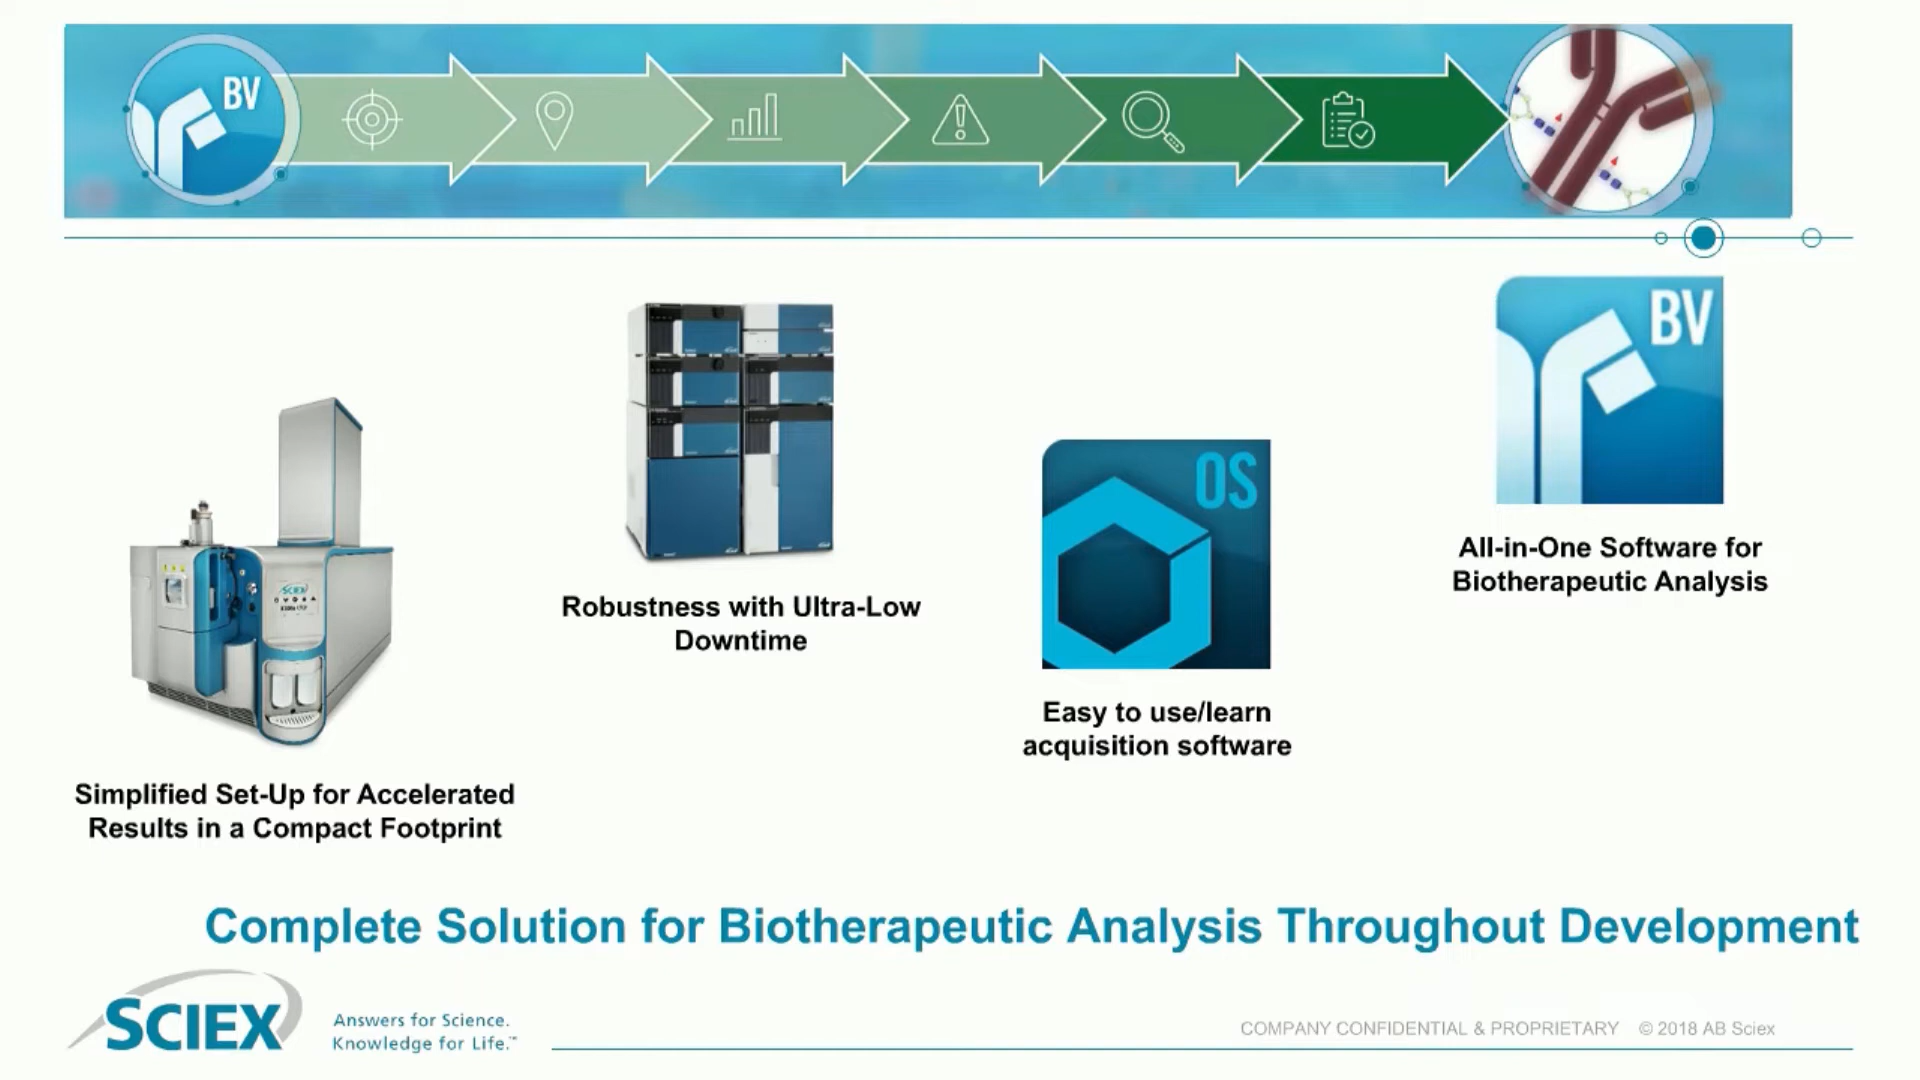 BV
BV
Robustness with Ultra-Low
Downtime
OS
All-in-One Software for
Biotherapeutic Analysis
SCIEX
Easy to use/learn
acquisition software
Simplified Set-Up for Accelerated
Results in a Compact Footprint
Complete Solution for Biotherapeutic Analysis Throughout Development
SCIEX
Answers for Science.
Knowledge for Life.™
COMPANY CONFIDENTIAL & PROPRIETARY © 2018 AB Sciex